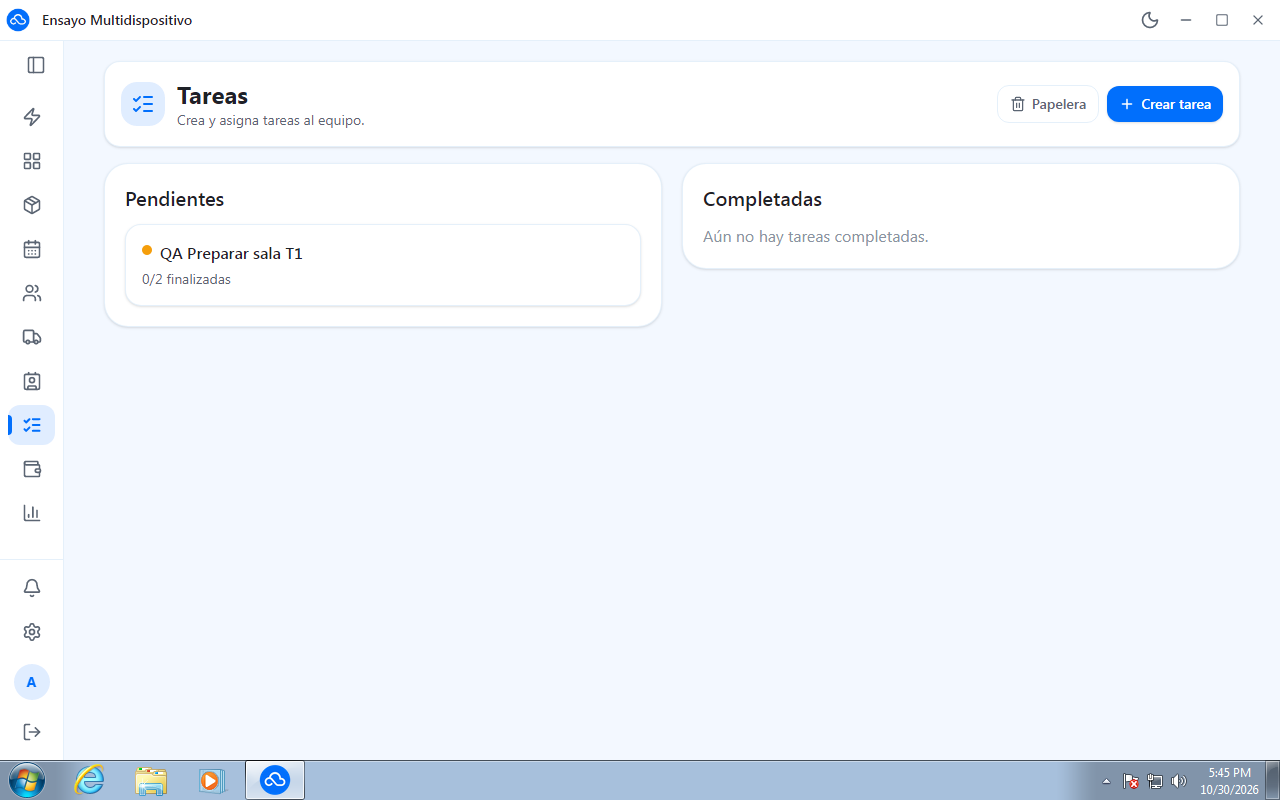 Ensayo Multidispositivo
Tareas
Crea y asigna tareas al equipo.
Papelera
Crear tarea
Pendientes
QA Preparar sala T1
0/2 finalizadas
Completadas
Aún no hay tareas completadas.
A
5:45 PM
10/30/2026